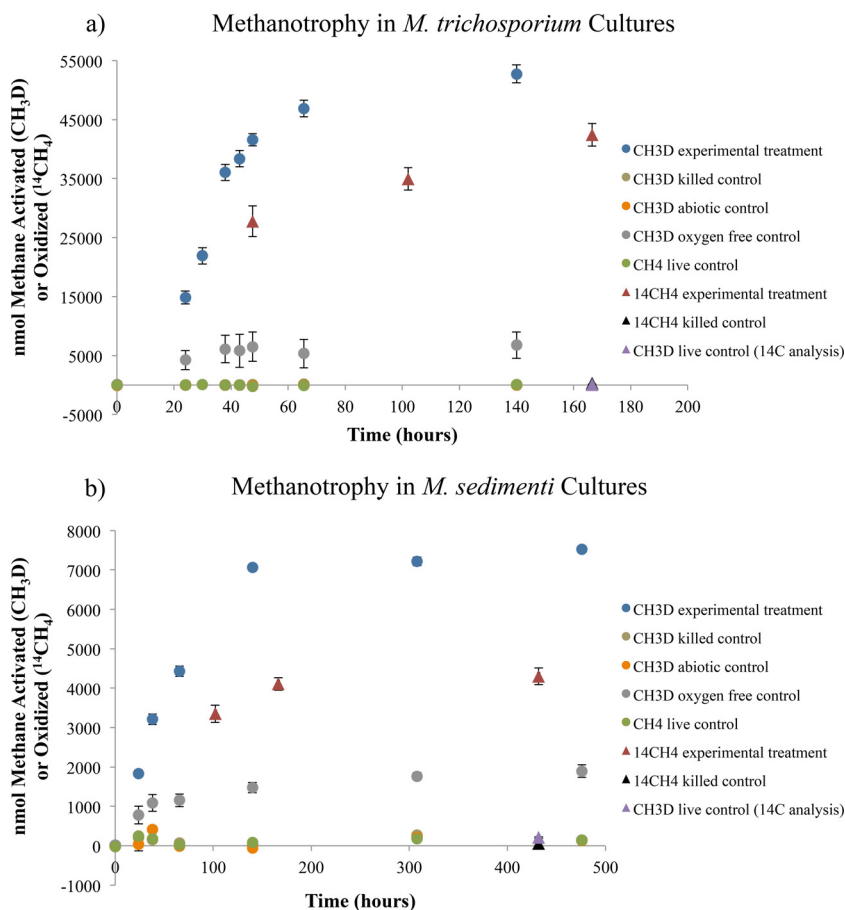 a) Methanotrophy in M. trichosporium Cultures
nmol Methane Activated (CH₃D)
or Oxidized (¹⁴CH₄)
55000
45000
35000
25000
15000
5000
-5000
0 20 40 60 80 100 120 140 160 180 200
Time (hours)
CH3D experimental treatment
CH3D killed control
CH3D abiotic control
CH3D oxygen free control
CH4 live control
14CH4 experimental treatment
14CH4 killed control
CH3D live control (14C analysis)
b) Methanotrophy in M. sedimenti Cultures
nmol Methane Activated (CH₃D)
or Oxidized (¹⁴CH₄)
8000
7000
6000
5000
4000
3000
2000
1000
0
-1000
0 100 200 300 400 500
Time (hours)
CH3D experimental treatment
CH3D killed control
CH3D abiotic control
CH3D oxygen free control
CH4 live control
14CH4 experimental treatment
14CH4 killed control
CH3D live control (14C analysis)